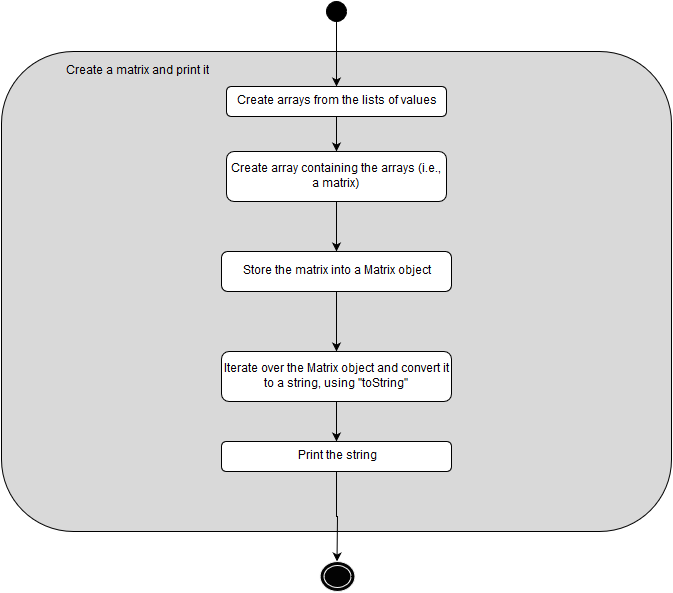 Create a matrix and print it
Create arrays from the lists of values
Create array containing the arrays (i.e.,
a matrix)
Store the matrix into a Matrix object
Iterate over the Matrix object and convert it
to a string, using "toString"
Print the string